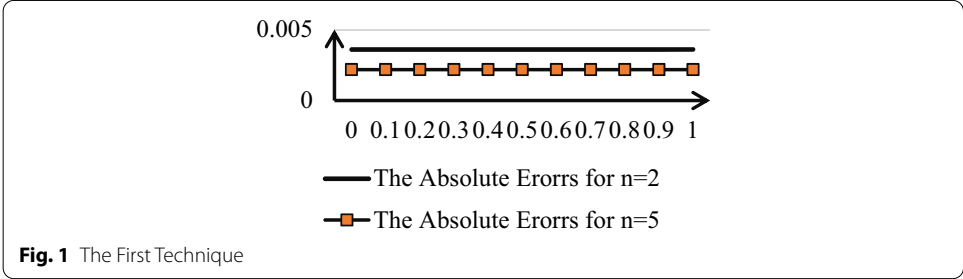 0.005
0
0 0.1 0.2 0.3 0.4 0.5 0.6 0.7 0.8 0.9 1
The Absolute Erorrs for n=2
The Absolute Erorrs for n=5
Fig. 1 The First Technique